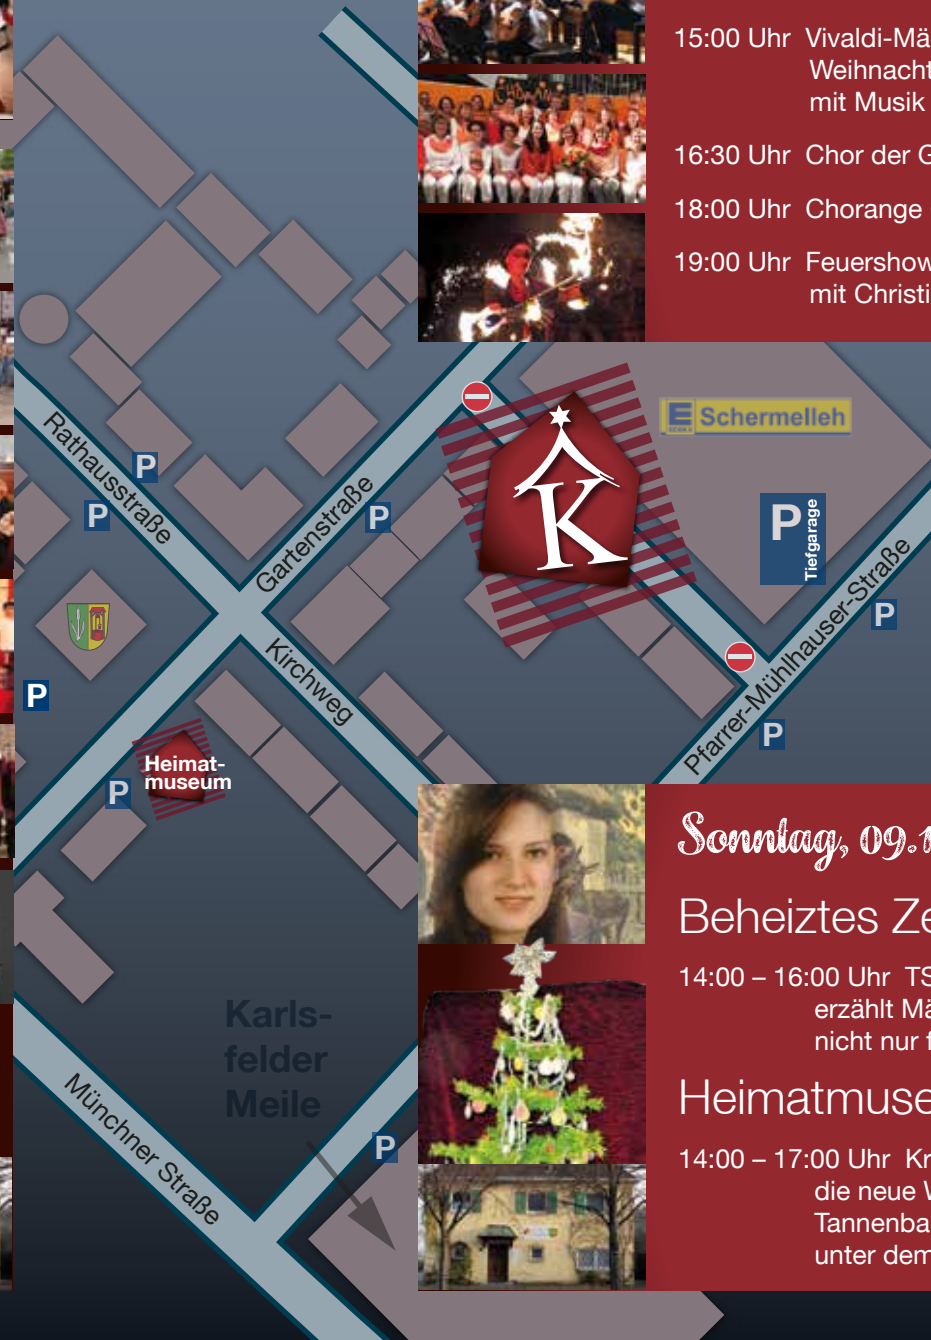 15:00 Uhr Vivaldi-Mä
Weihnacht
mit Musik
16:30 Uhr Chor der G
18:00 Uhr Chorange
19:00 Uhr Feuershow
mit Christi
E Schermelleh
K
P
Tiefgarage
Rathausstraße
P
P
Gartenstraße
P
Kirchweg
Pfarrer-Mühlhauser-Straße
P
P
P
Heimat-
museum
P
Sonntag, 09.1
Beheiztes Ze
14:00 – 16:00 Uhr TS
erzählt Mä
nicht nur f
Heimatmuse
14:00 – 17:00 Uhr Kr
die neue W
Tannenba
unter dem
Karls-
felder
Meile
Münchner Straße
P